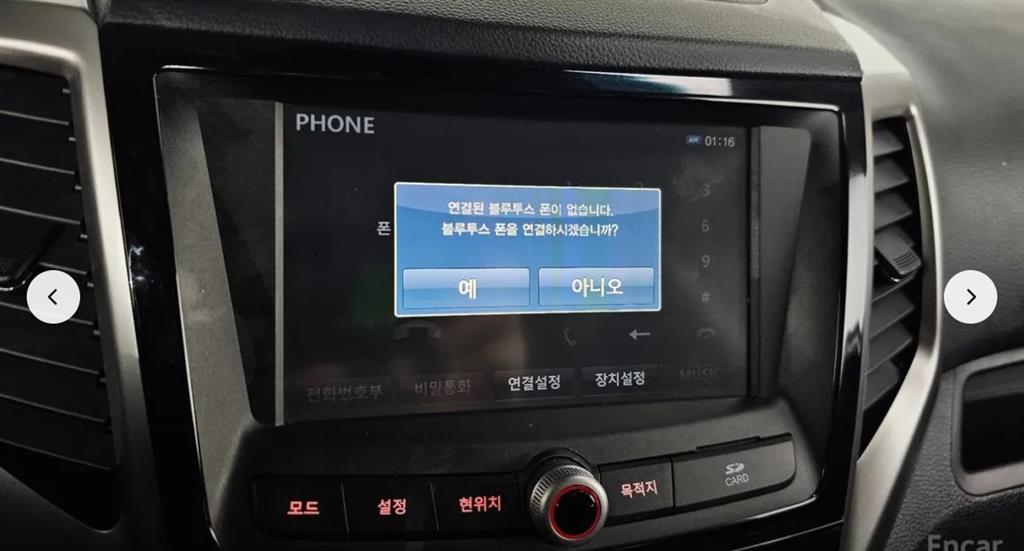 PHONE
AM 01:16
3
연결된 블루투스 폰이 없습니다.
블루투스 폰을 연결하시겠습니까?
폰
6
9
예
아니오
#
전화번호부 비밀통화 연결설정 장치설정 MUSIC
모드 설정 현위치 목적지
SD
CARD
Encar